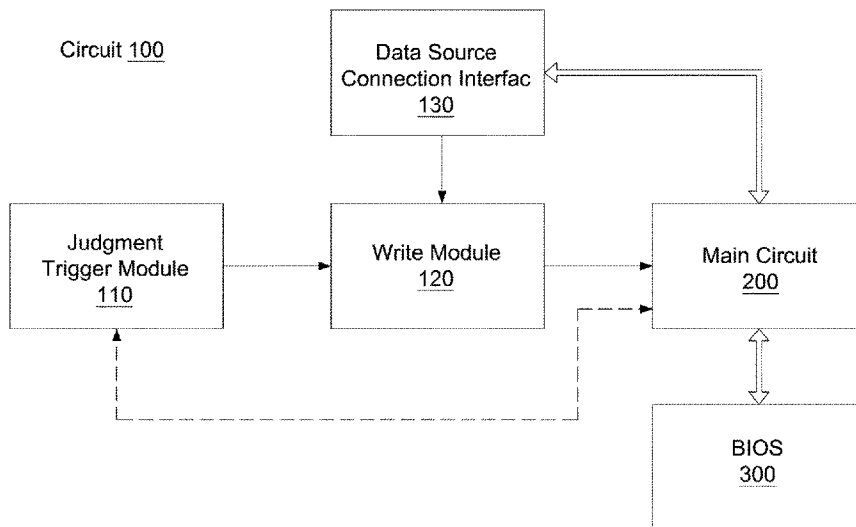 Circuit 100
Data Source
Connection Interfac
130
Judgment
Trigger Module
110
Write Module
120
Main Circuit
200
BIOS
300